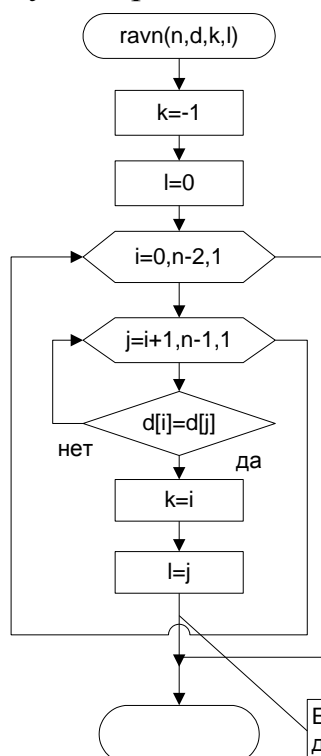 ravn(n,d,k,l)
k=-1
l=0
i=0,n-2,1
j=i+1,n-1,1
d[i]=d[j]
нет
да
k=i
l=j